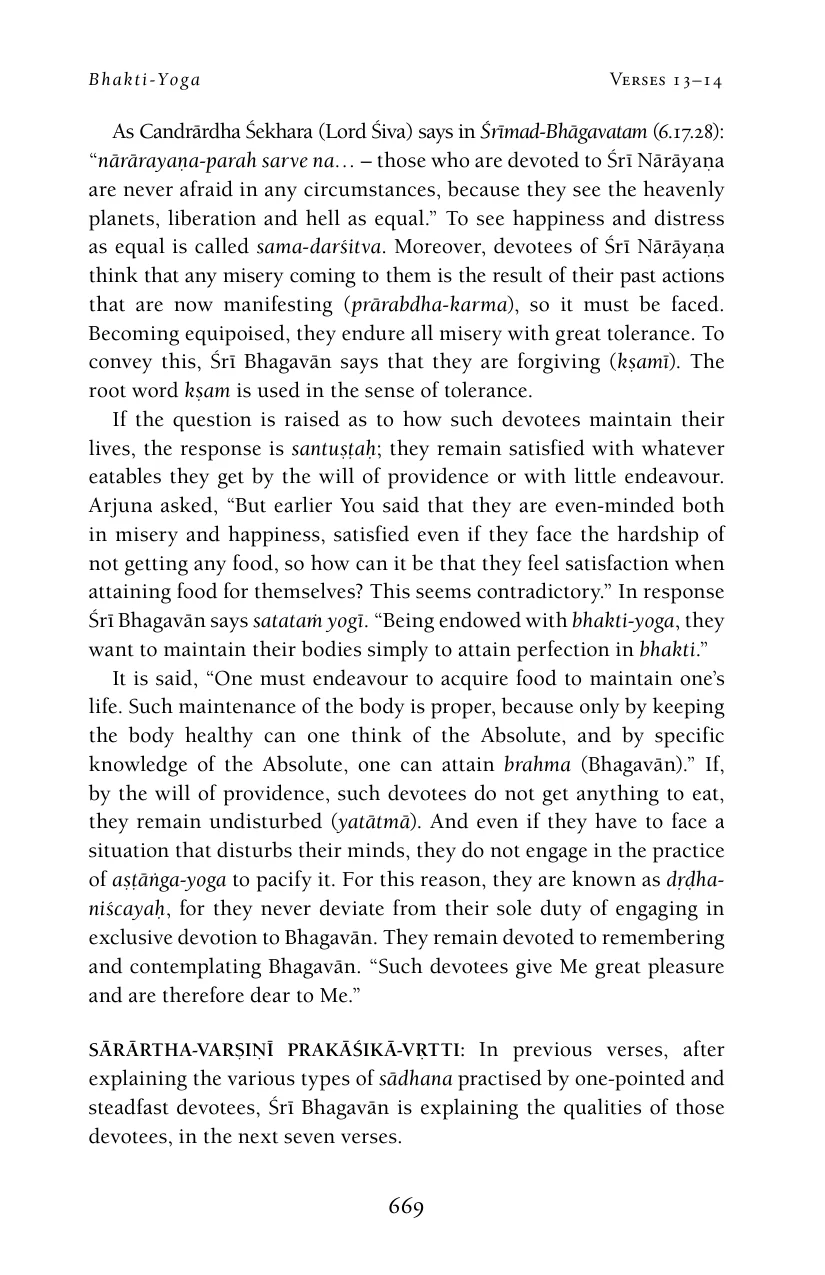 Bhakti-Yoga Verses 13–14
As Candrārdha Śekhara (Lord Śiva) says in Śrīmad-Bhāgavatam (6.17.28):
“nārārayaṇa-parah sarve na… – those who are devoted to Śrī Nārāyaṇa
are never afraid in any circumstances, because they see the heavenly
planets, liberation and hell as equal.” To see happiness and distress
as equal is called sama-darśitva. Moreover, devotees of Śrī Nārāyaṇa
think that any misery coming to them is the result of their past actions
that are now manifesting (prārabdha-karma), so it must be faced.
Becoming equipoised, they endure all misery with great tolerance. To
convey this, Śrī Bhagavān says that they are forgiving (kṣamī). The
root word kṣam is used in the sense of tolerance.
If the question is raised as to how such devotees maintain their
lives, the response is santuṣṭaḥ; they remain satisfied with whatever
eatables they get by the will of providence or with little endeavour.
Arjuna asked, “But earlier You said that they are even-minded both
in misery and happiness, satisfied even if they face the hardship of
not getting any food, so how can it be that they feel satisfaction when
attaining food for themselves? This seems contradictory.” In response
Śrī Bhagavān says satataṁ yogī. “Being endowed with bhakti-yoga, they
want to maintain their bodies simply to attain perfection in bhakti.”
It is said, “One must endeavour to acquire food to maintain one’s
life. Such maintenance of the body is proper, because only by keeping
the body healthy can one think of the Absolute, and by specific
knowledge of the Absolute, one can attain brahma (Bhagavān).” If,
by the will of providence, such devotees do not get anything to eat,
they remain undisturbed (yatātmā). And even if they have to face a
situation that disturbs their minds, they do not engage in the practice
of aṣṭāṅga-yoga to pacify it. For this reason, they are known as dṛḍha-
niścayaḥ, for they never deviate from their sole duty of engaging in
exclusive devotion to Bhagavān. They remain devoted to remembering
and contemplating Bhagavān. “Such devotees give Me great pleasure
and are therefore dear to Me.”
SĀRĀRTHA-VARṢIṆĪ PRAKĀŚIKĀ-VṚTTI: In previous verses, after
explaining the various types of sādhana practised by one-pointed and
steadfast devotees, Śrī Bhagavān is explaining the qualities of those
devotees, in the next seven verses.
669